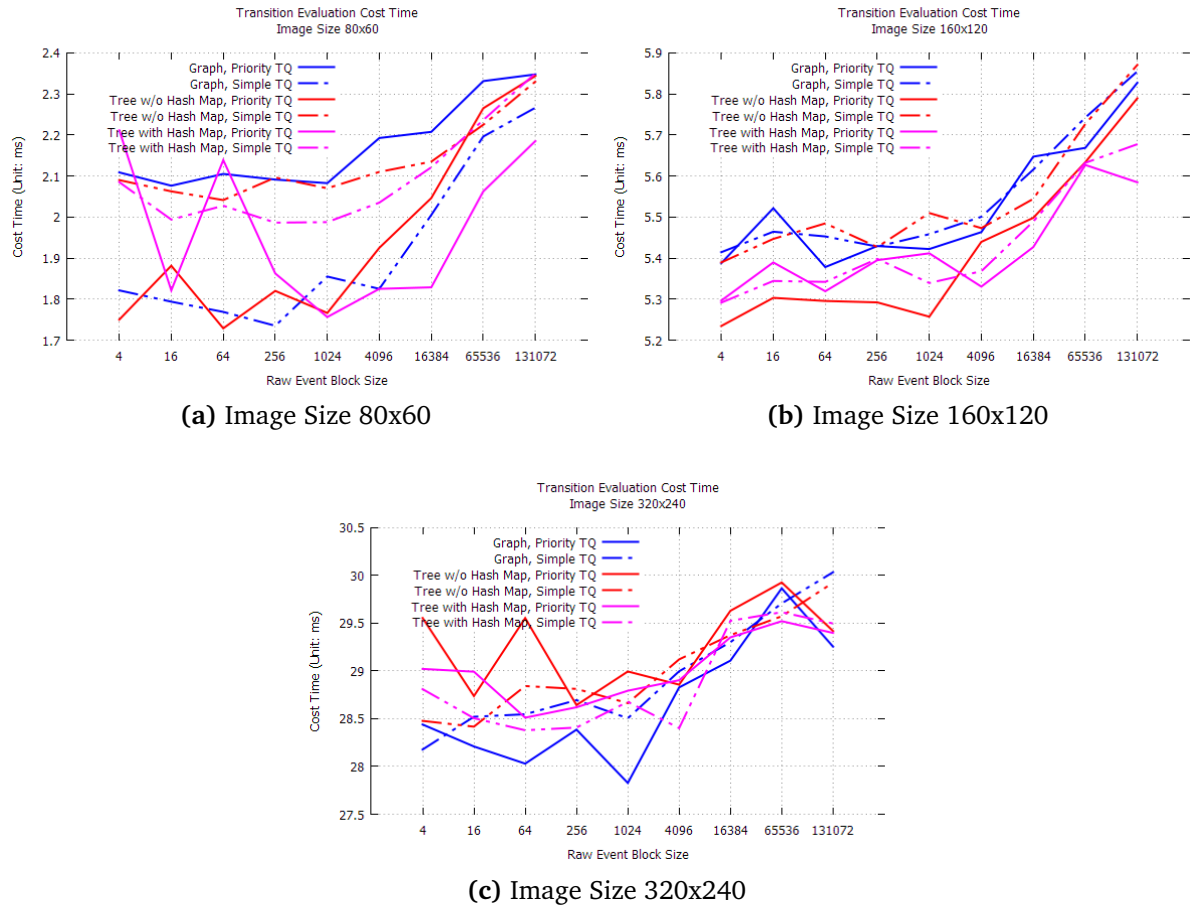 Transition Evaluation Cost Time
Image Size 80x60
2.4
2.3
2.2
2.1
2
1.9
1.8
1.7
Cost Time (Unit: ms)
Graph, Priority TQ
Graph, Simple TQ
Tree w/o Hash Map, Priority TQ
Tree w/o Hash Map, Simple TQ
Tree with Hash Map, Priority TQ
Tree with Hash Map, Simple TQ
4 16 64 256 1024 4096 16384 65536 131072
Raw Event Block Size
(a) Image Size 80x60
Transition Evaluation Cost Time
Image Size 160x120
5.9
5.8
5.7
5.6
5.5
5.4
5.3
5.2
Cost Time (Unit: ms)
Graph, Priority TQ
Graph, Simple TQ
Tree w/o Hash Map, Priority TQ
Tree w/o Hash Map, Simple TQ
Tree with Hash Map, Priority TQ
Tree with Hash Map, Simple TQ
4 16 64 256 1024 4096 16384 65536 131072
Raw Event Block Size
(b) Image Size 160x120
Transition Evaluation Cost Time
Image Size 320x240
30.5
30
29.5
29
28.5
28
27.5
Cost Time (Unit: ms)
Graph, Priority TQ
Graph, Simple TQ
Tree w/o Hash Map, Priority TQ
Tree w/o Hash Map, Simple TQ
Tree with Hash Map, Priority TQ
Tree with Hash Map, Simple TQ
4 16 64 256 1024 4096 16384 65536 131072
Raw Event Block Size
(c) Image Size 320x240